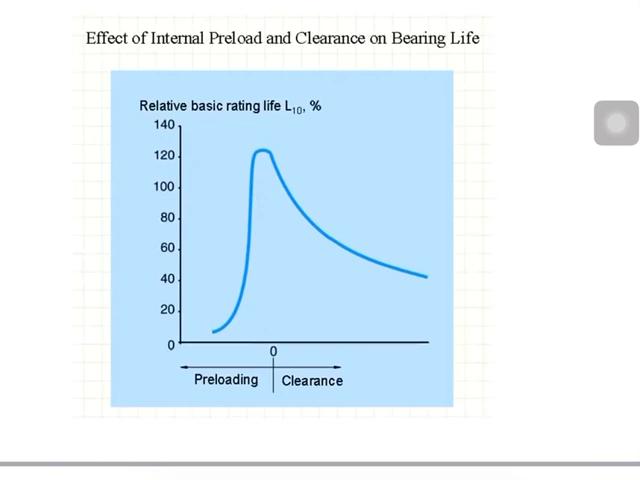 Effect of Internal Preload and Clearance on Bearing Life
Relative basic rating life L₁₀, %
140
120
100
80
60
40
20
0
0
Preloading
Clearance